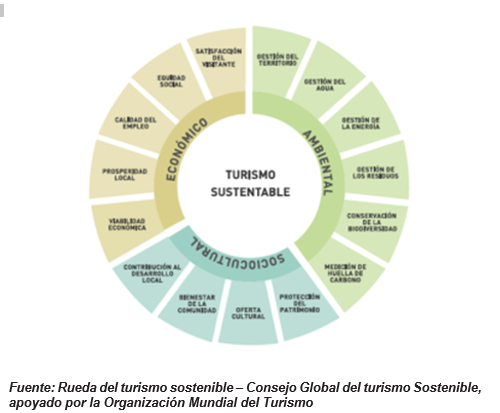 TURISMO
SUSTENTABLE
ECONÓMICO
VIABILIDAD
ECONÓMICA
PROSPERIDAD
LOCAL
CALIDAD DEL
EMPLEO
EQUIDAD
SOCIAL
SATISFACCIÓN
DEL
VISITANTE
AMBIENTAL
GESTIÓN DEL
TERRITORIO
GESTIÓN DEL
AGUA
GESTIÓN DE
LA ENERGÍA
GESTIÓN DE
LOS RESIDUOS
CONSERVACIÓN
DE LA
BIODIVERSIDAD
MEDICIÓN DE
HUELLA DE
CARBONO
SOCIOCULTURAL
PROTECCIÓN
DEL
PATRIMONIO
OFERTA
CULTURAL
BIENESTAR
DE LA
COMUNIDAD
CONTRIBUCIÓN AL
DESARROLLO
LOCAL
Fuente: Rueda del turismo sostenible – Consejo Global del turismo Sostenible,
apoyado por la Organización Mundial del Turismo